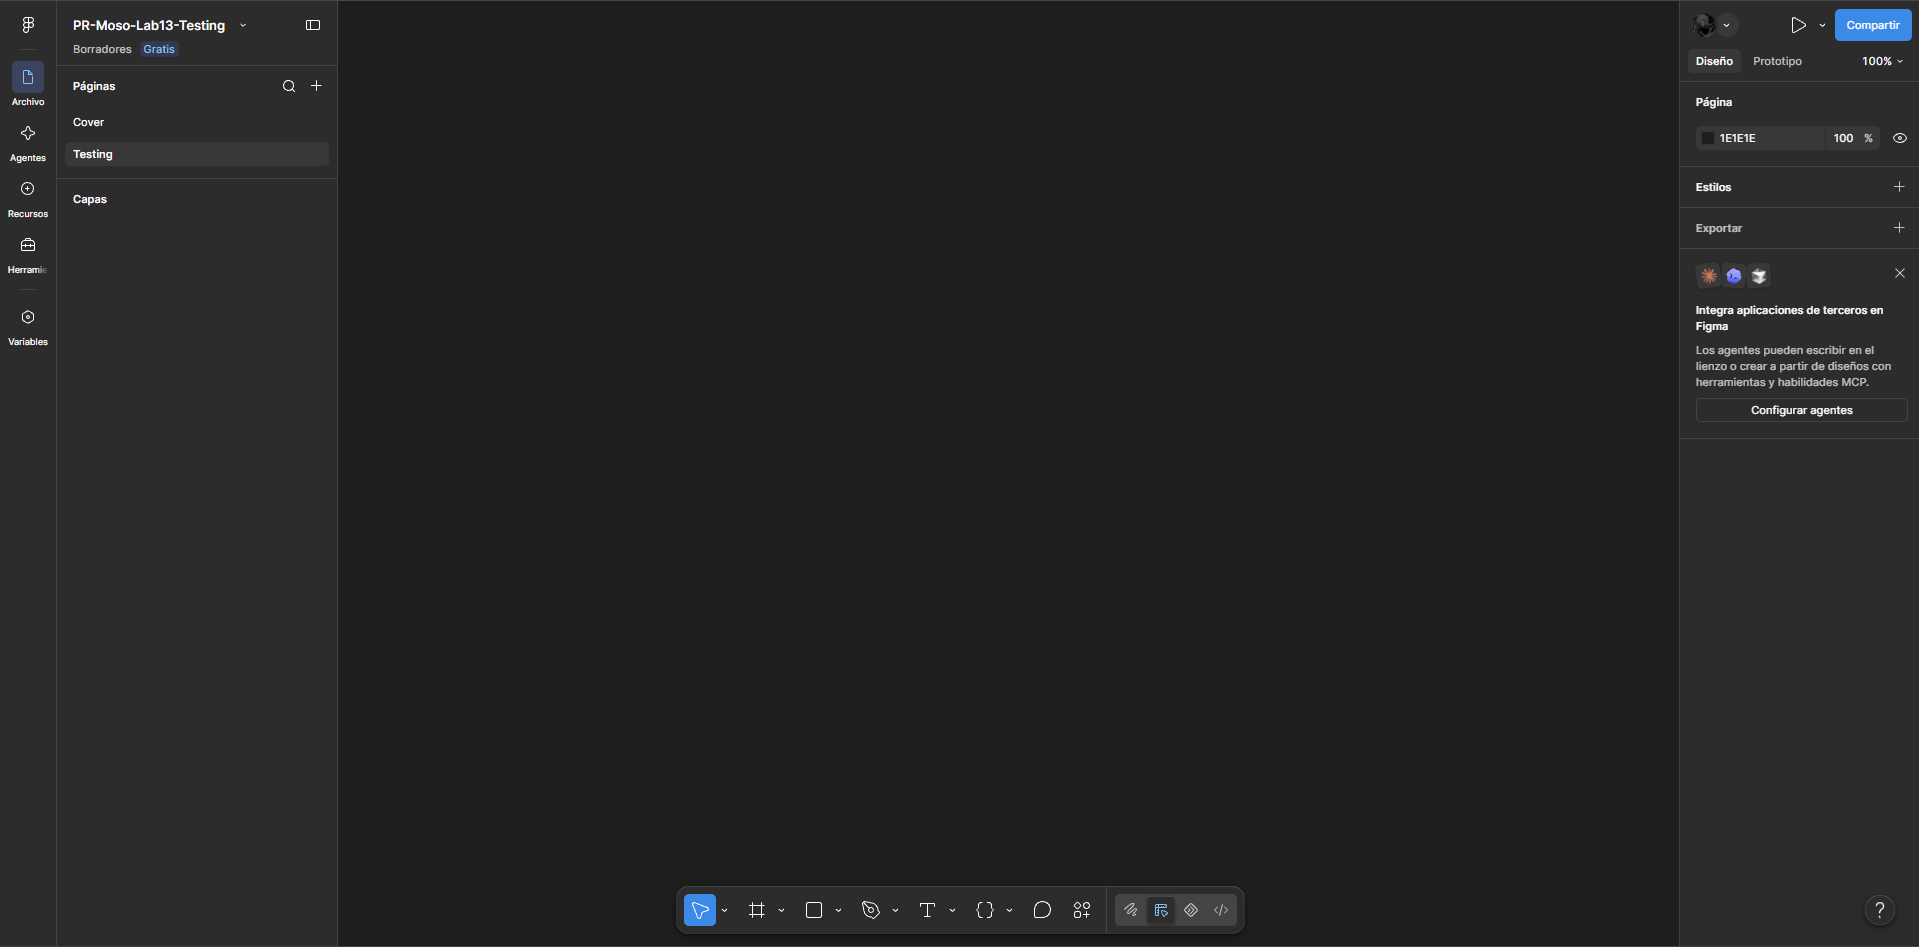 PR-Moso-Lab13-Testing
Borradores Gratis
Archivo
Agentes
Recursos
Herramie
Variables
Páginas
Cover
Testing
Capas
Compartir
Diseño Prototipo 100%
Página
1E1E1E 100 %
Estilos
Exportar
Integra aplicaciones de terceros en
Figma
Los agentes pueden escribir en el
lienzo o crear a partir de diseños con
herramientas y habilidades MCP.
Configurar agentes
?